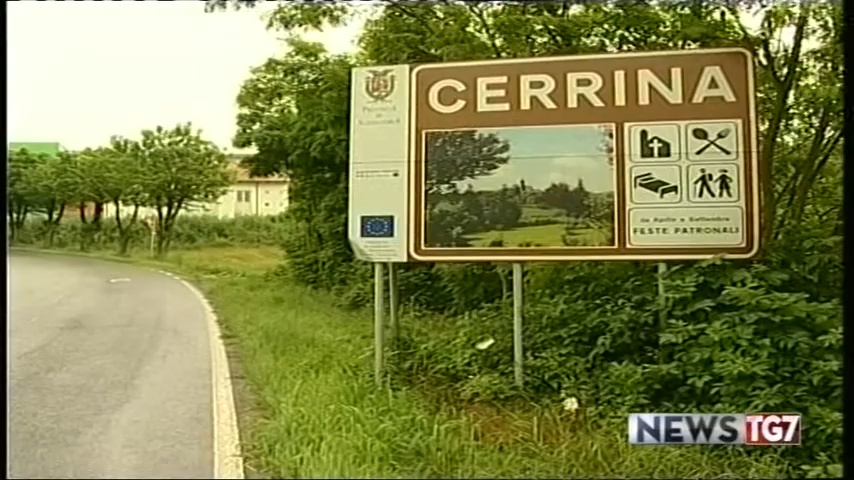 CERRINA
PROVINCIA
DI
ALESSANDRIA
da Aprile a Settembre
FESTE PATRONALI
NEWS TG7